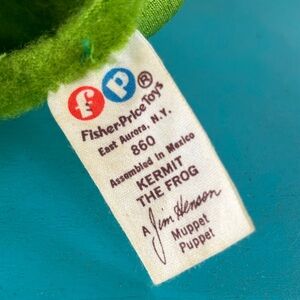 fp®
Fisher-Price Toys
East Aurora, N.Y.
860
Assembled in Mexico
KERMIT
THE FROG
A Jim Henson
Muppet
Puppet